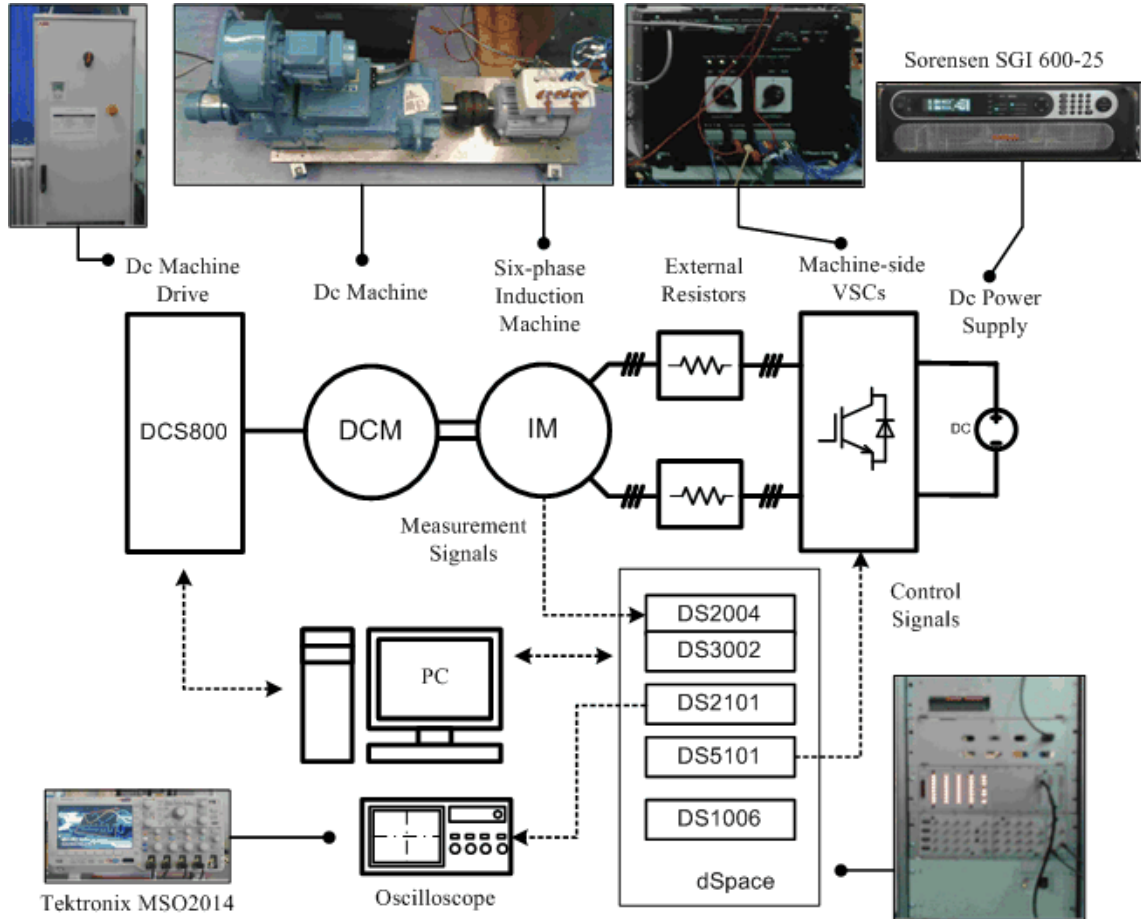 Sorensen SGI 600-25
Dc Machine
Drive
Dc Machine
Six-phase
Induction
Machine
External
Resistors
Machine-side
VSCs
Dc Power
Supply
DCS800
DCM
IM
DC
Measurement
Signals
Control
Signals
DS2004
DS3002
DS2101
DS5101
DS1006
dSpace
PC
Tektronix MSO2014
Oscilloscope